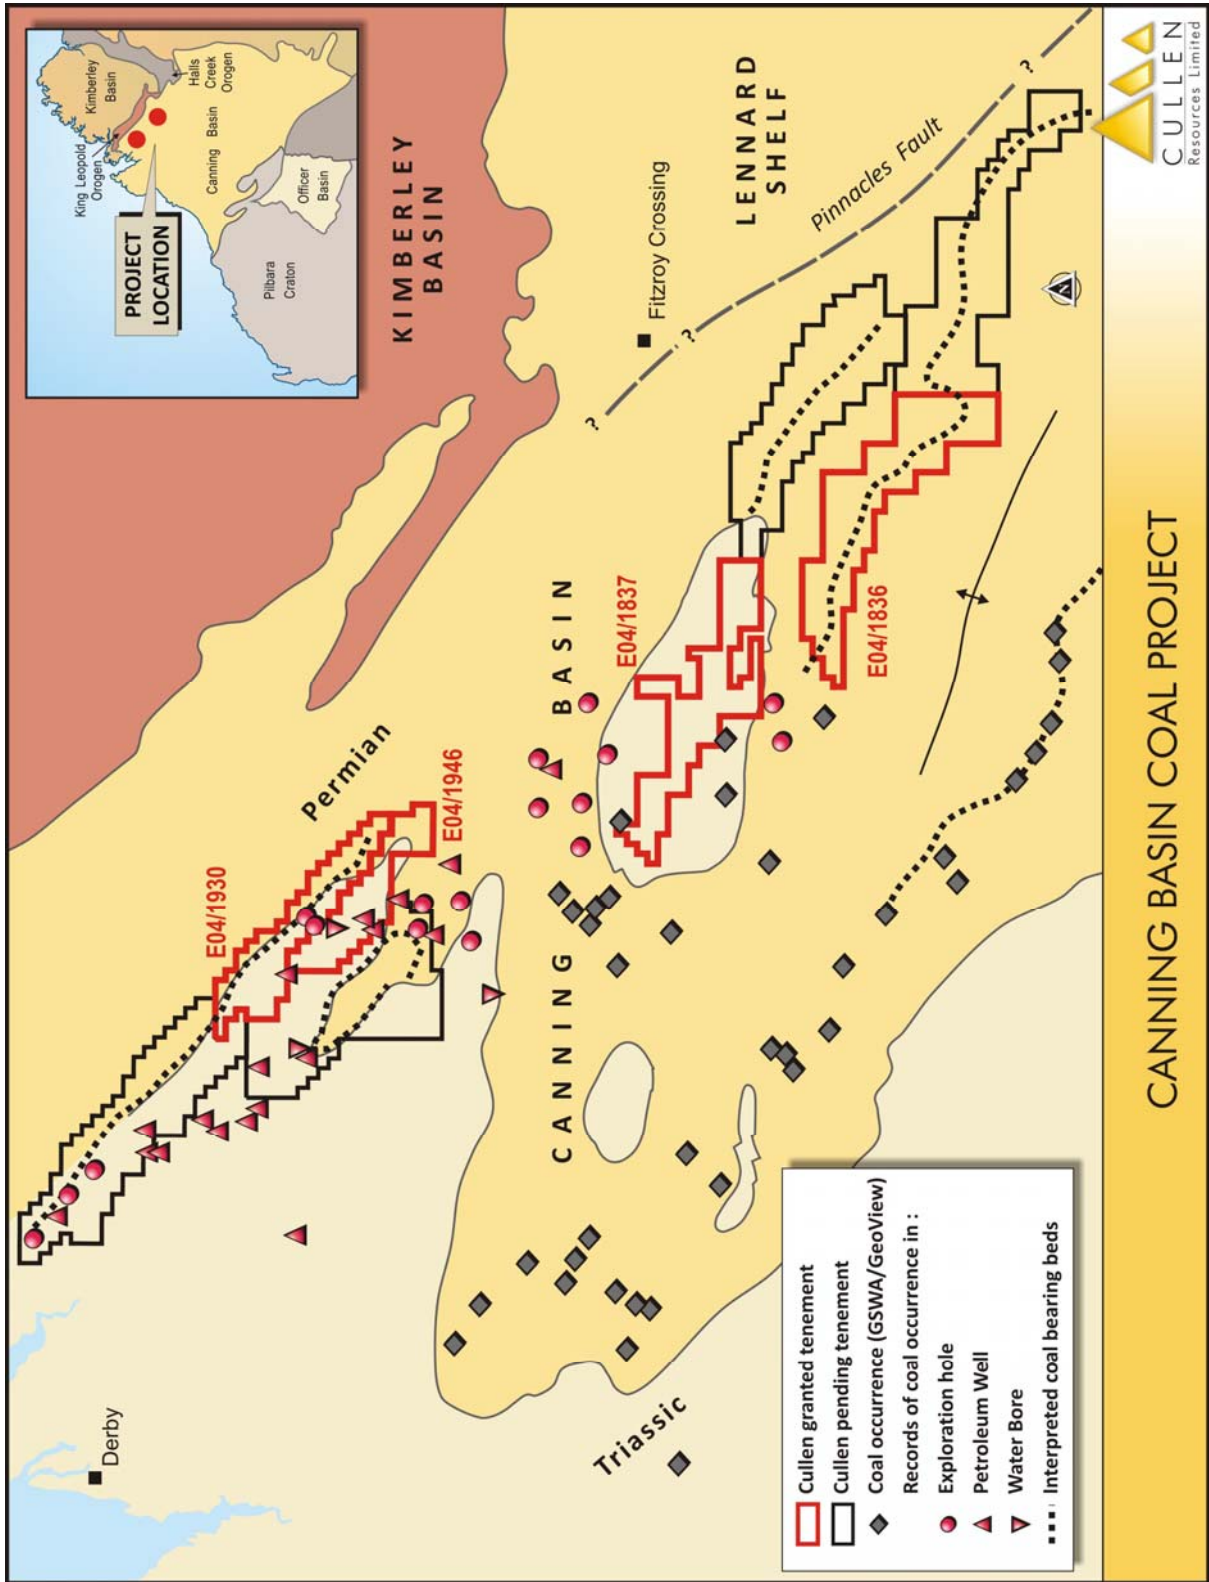 King Leopold
Orogen
Kimberley
Basin
Halls
Creek
Orogen
Canning Basin
Officer
Basin
Pilbara
Craton
PROJECT
LOCATION
KIMBERLEY
BASIN
LENNARD
SHELF
Derby
Permian
Fitzroy Crossing
Pinnacles Fault
?
?
?
E04/1930
E04/1946
CANNING BASIN
E04/1837
E04/1836
Triassic
N
Cullen granted tenement
Cullen pending tenement
Coal occurrence (GSWA/GeoView)
Records of coal occurrence in :
Exploration hole
Petroleum Well
Water Bore
Interpreted coal bearing beds
CANNING BASIN COAL PROJECT
CULLEN
Resources Limited